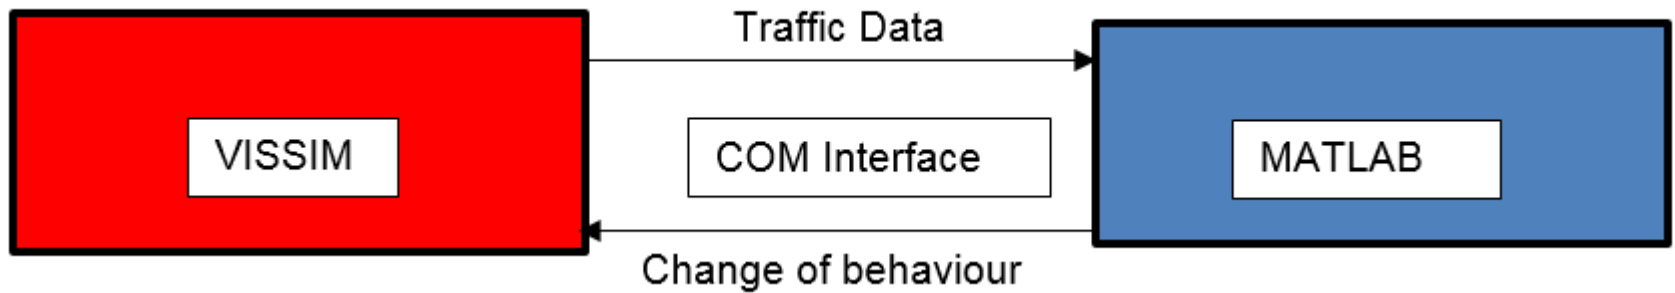 Traffic Data
VISSIM
COM Interface
MATLAB
Change of behaviour